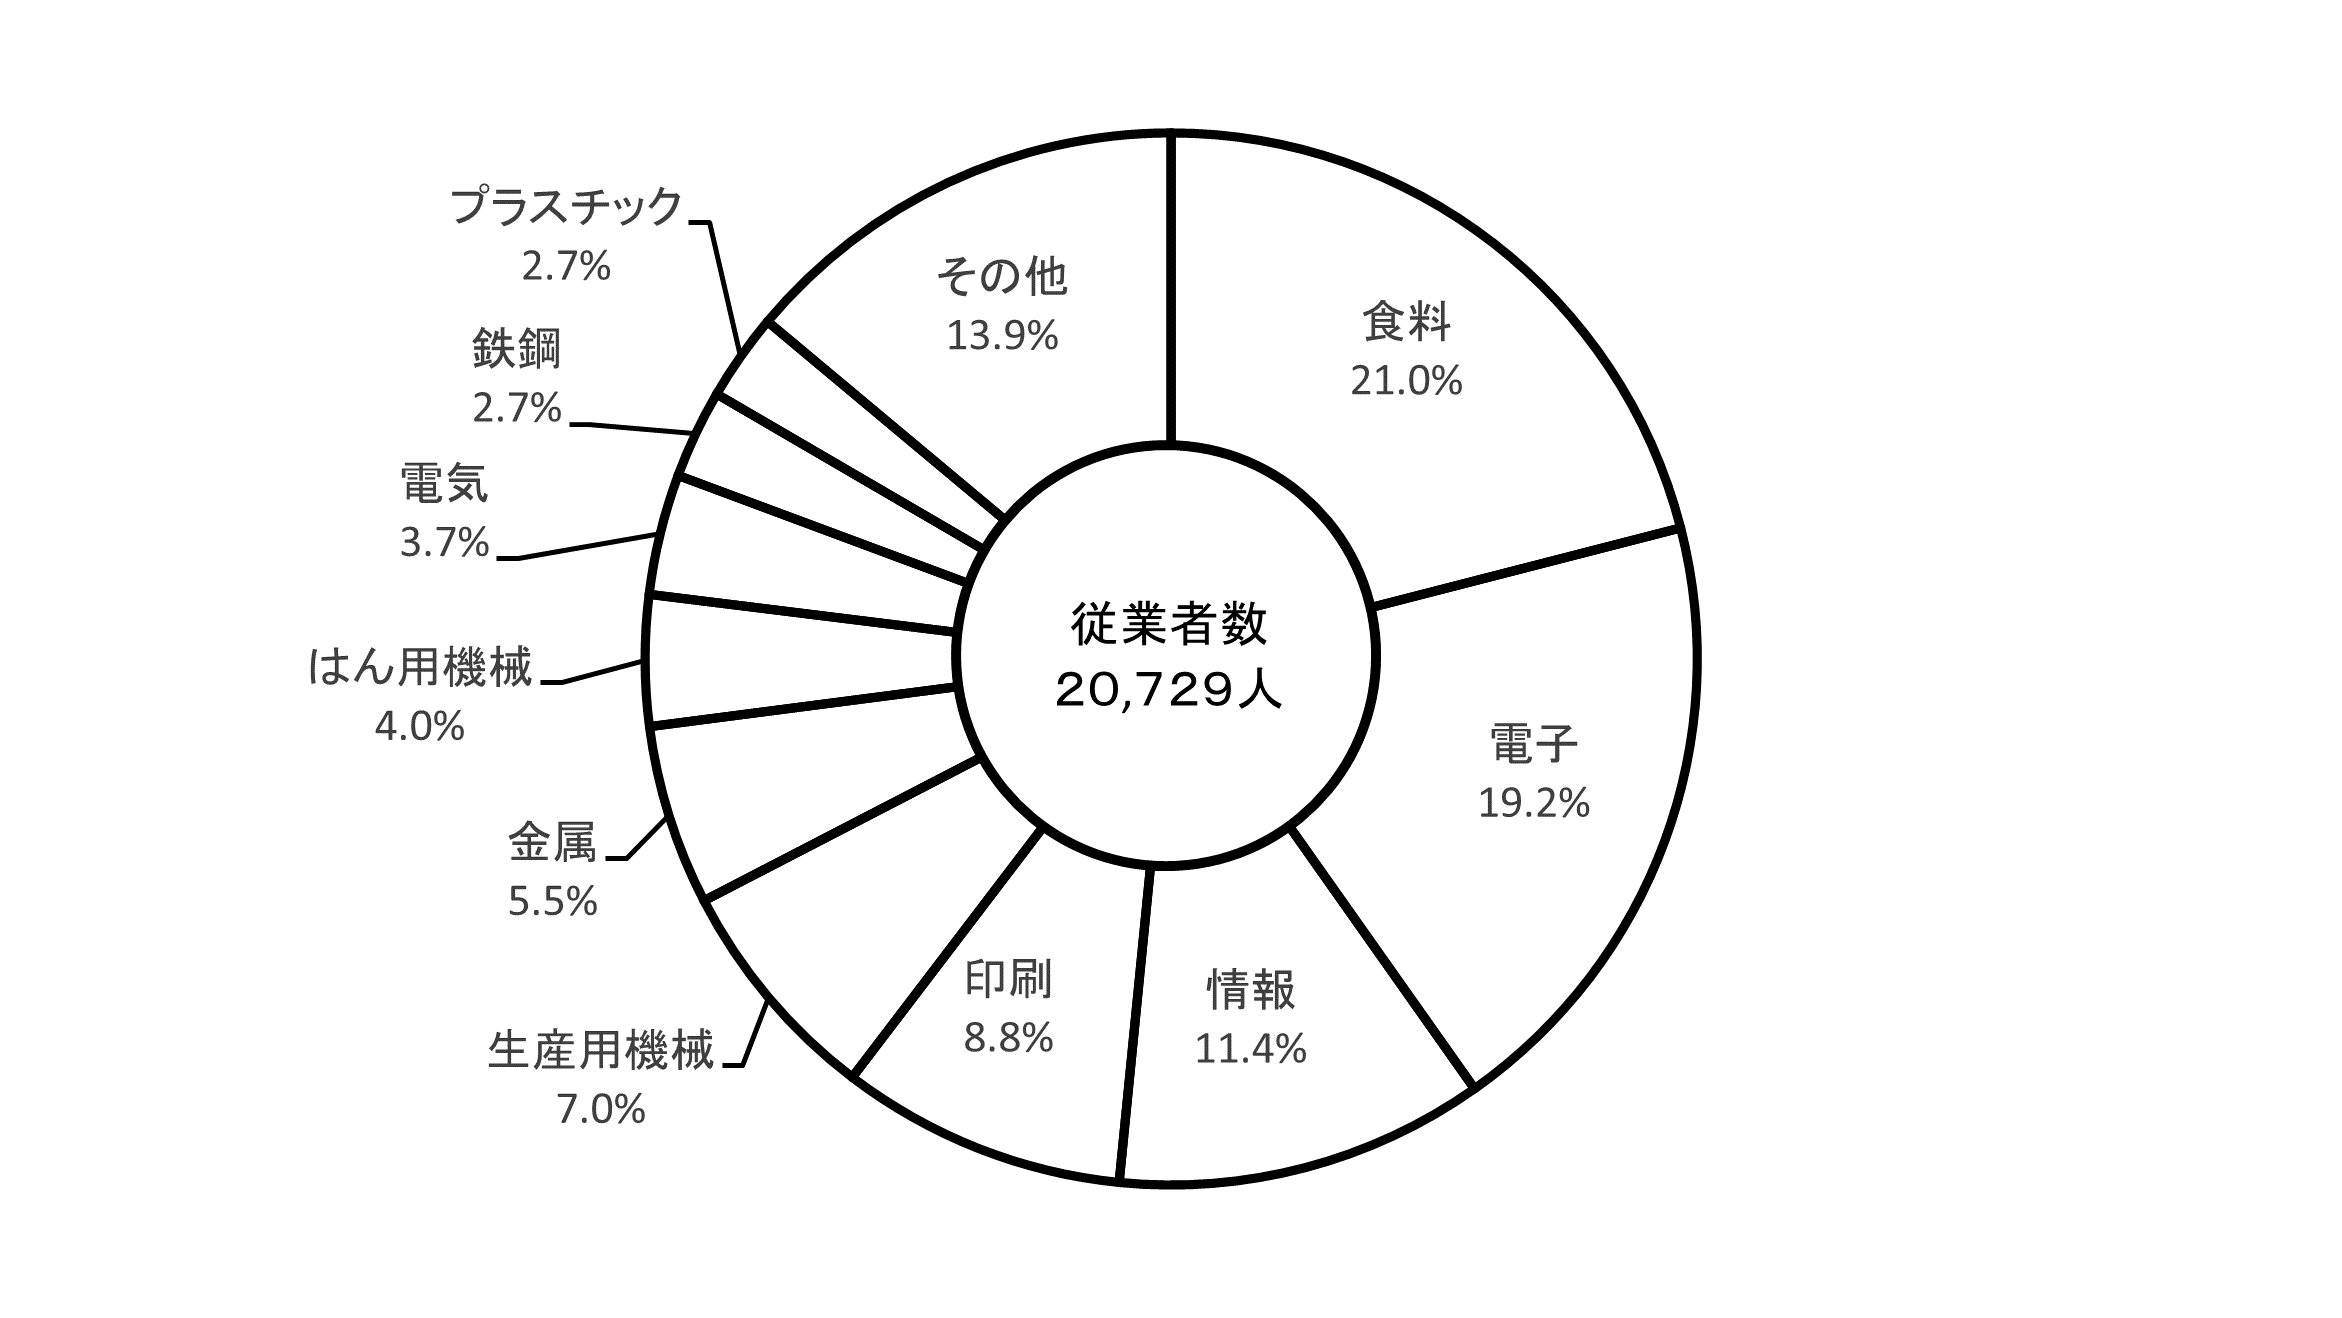 従業者数
20,729人
食料
21.0%
電子
19.2%
情報
11.4%
印刷
8.8%
生産用機械
7.0%
金属
5.5%
はん用機械
4.0%
電気
3.7%
鉄鋼
2.7%
プラスチック
2.7%
その他
13.9%